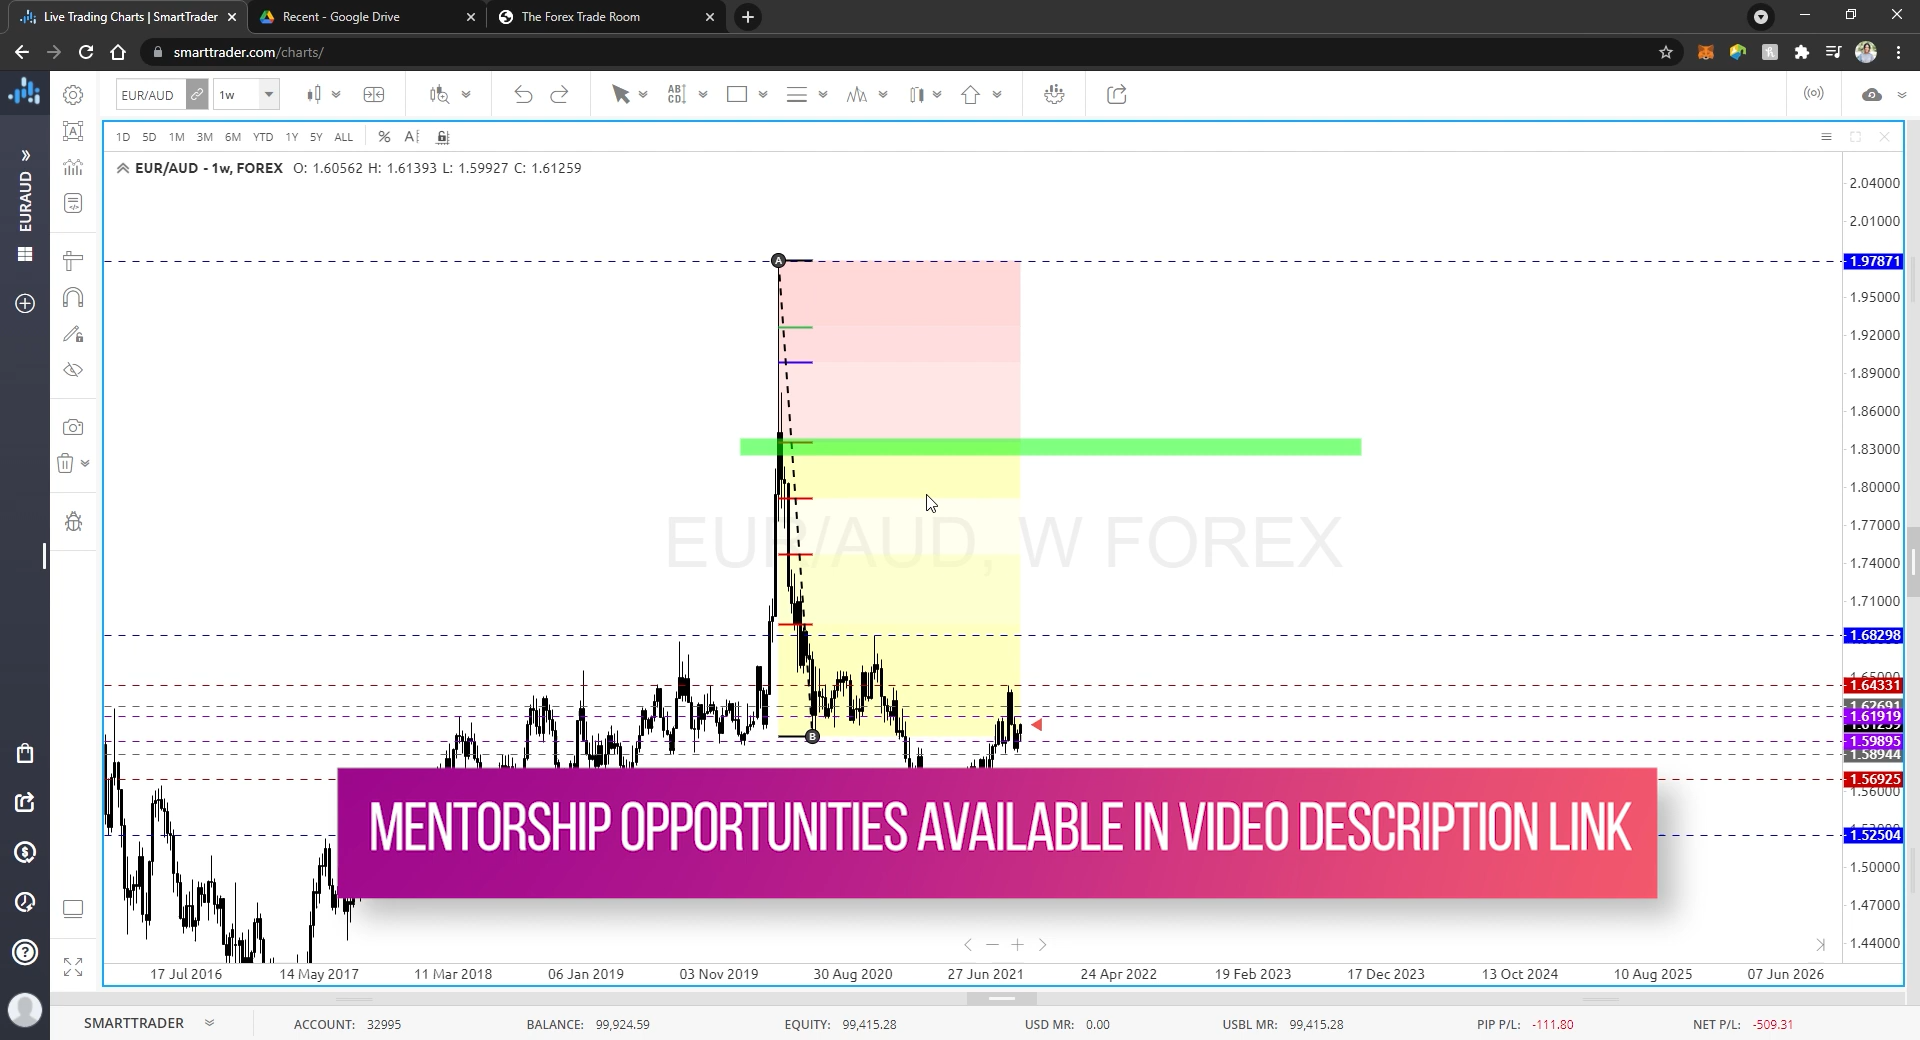 Live Trading Charts | SmartTrader
Recent - Google Drive
The Forex Trade Room
smarttrader.com/charts/
EUR/AUD
1w
AB
CD
1D 5D 1M 3M 6M YTD 1Y 5Y ALL % A
EUR/AUD - 1w, FOREX O: 1.60562 H: 1.61393 L: 1.59927 C: 1.61259
EURAUD
A
B
EUR/AUD, W FOREX
2.04000
2.01000
1.97871
1.95000
1.92000
1.89000
1.86000
1.83000
1.80000
1.77000
1.74000
1.71000
1.68298
1.64331
1.62691
1.61919
1.59895
1.58944
1.56925
1.56000
1.52504
1.50000
1.47000
1.44000
MENTORSHIP OPPORTUNITIES AVAILABLE IN VIDEO DESCRIPTION LINK
17 Jul 2016 14 May 2017 11 Mar 2018 06 Jan 2019 03 Nov 2019 30 Aug 2020 27 Jun 2021 24 Apr 2022 19 Feb 2023 17 Dec 2023 13 Oct 2024 10 Aug 2025 07 Jun 2026
SMARTTRADER ACCOUNT: 32995 BALANCE: 99,924.59 EQUITY: 99,415.28 USD MR: 0.00 USBL MR: 99,415.28 PIP P/L: -111.80 NET P/L: -509.31